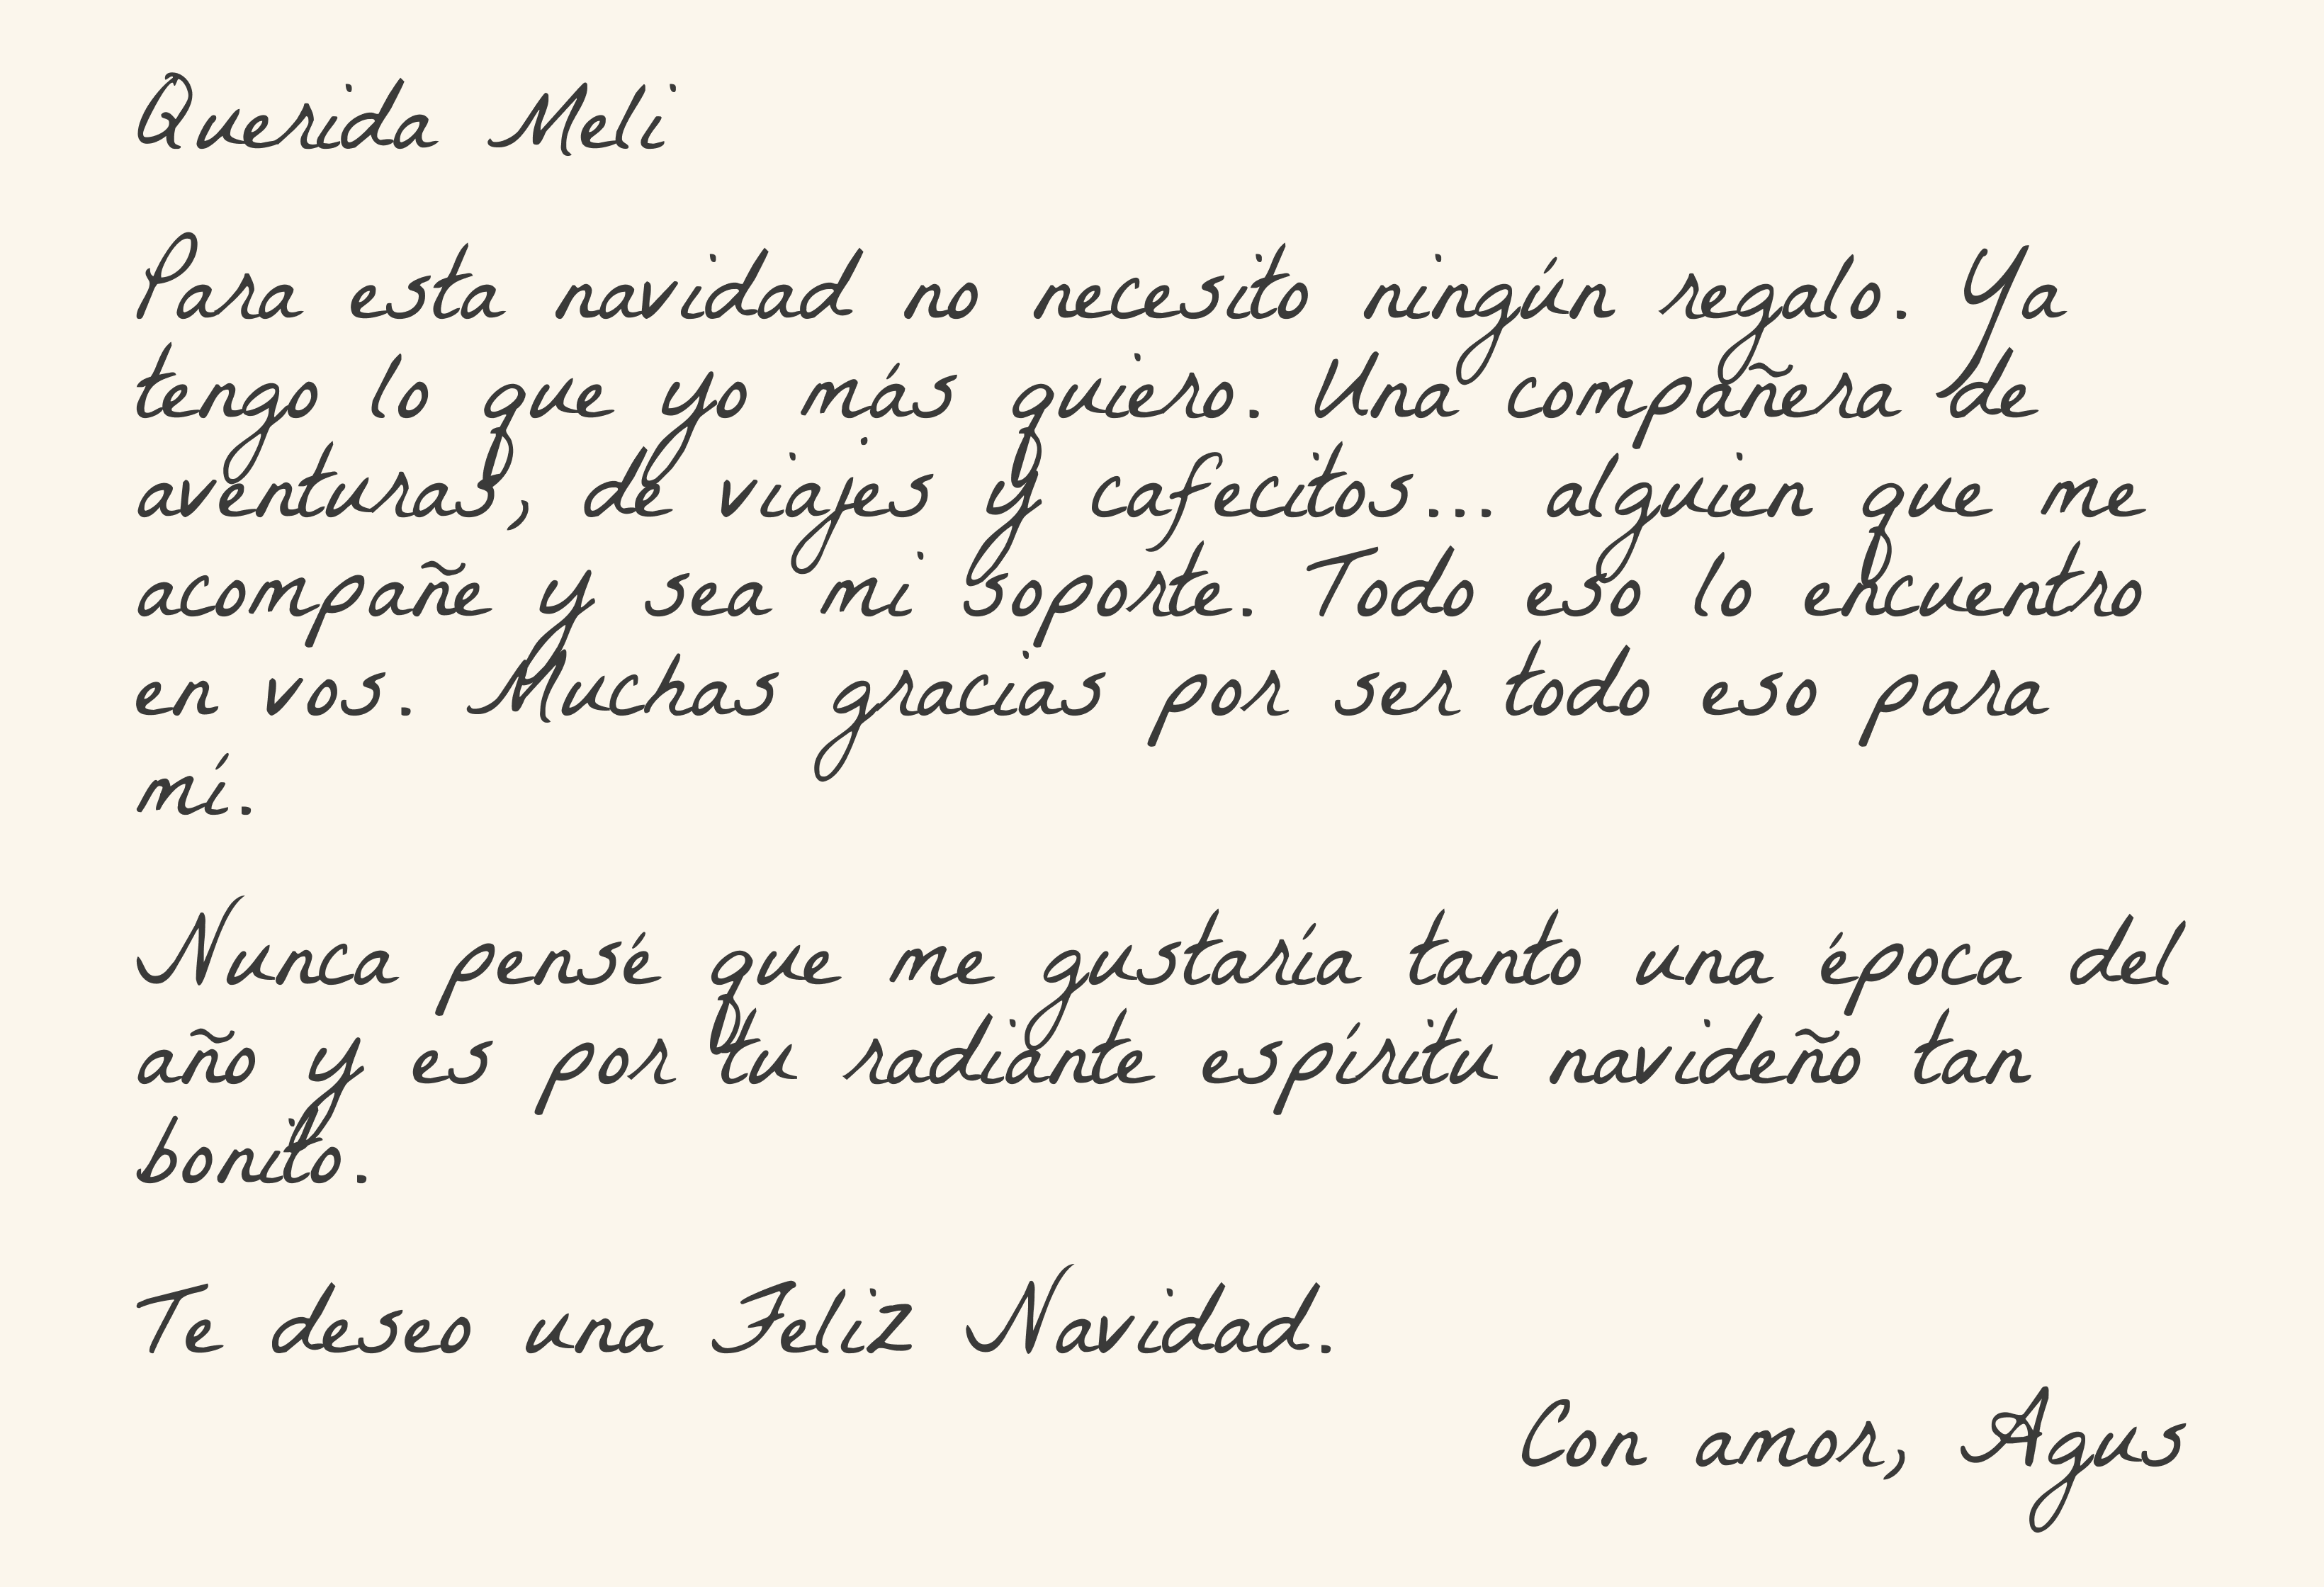 Querida Meli
Para esta navidad no necesito ningún regalo. Ya
tengo lo que yo más quiero. Una compañera de
aventuras, de viajes y cafecitos... alguien que me
acompañe y sea mi soporte. Todo eso lo encuentro
en vos. Muchas gracias por ser todo eso para
mí.
Nunca pensé que me gustaría tanto una época del
año y es por tu radiante espíritu navideño tan
bonito.
Te deseo una Feliz Navidad.
Con amor, Agus